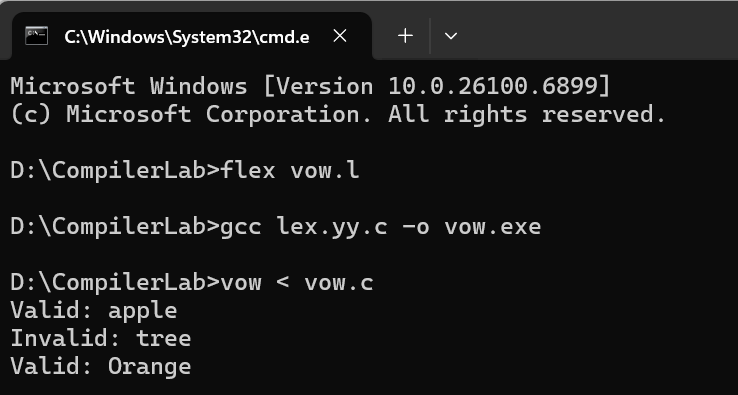 C:\Windows\System32\cmd.e
Microsoft Windows [Version 10.0.26100.6899]
(c) Microsoft Corporation. All rights reserved.
D:\CompilerLab>flex vow.l
D:\CompilerLab>gcc lex.yy.c -o vow.exe
D:\CompilerLab>vow < vow.c
Valid: apple
Invalid: tree
Valid: Orange